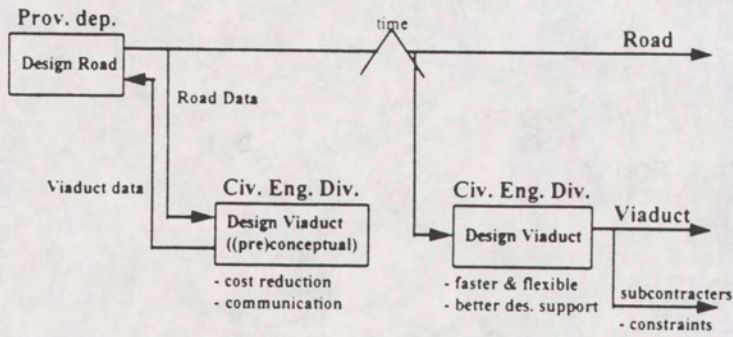 Prov. dep.
time
Design Road
Road
Road Data
Viaduct data
Civ. Eng. Div.
Civ. Eng. Div.
Design Viaduct
((pre)conceptual)
Design Viaduct
Viaduct
- cost reduction
- communication
- faster & flexible
- better des. support
subcontracters
- constraints